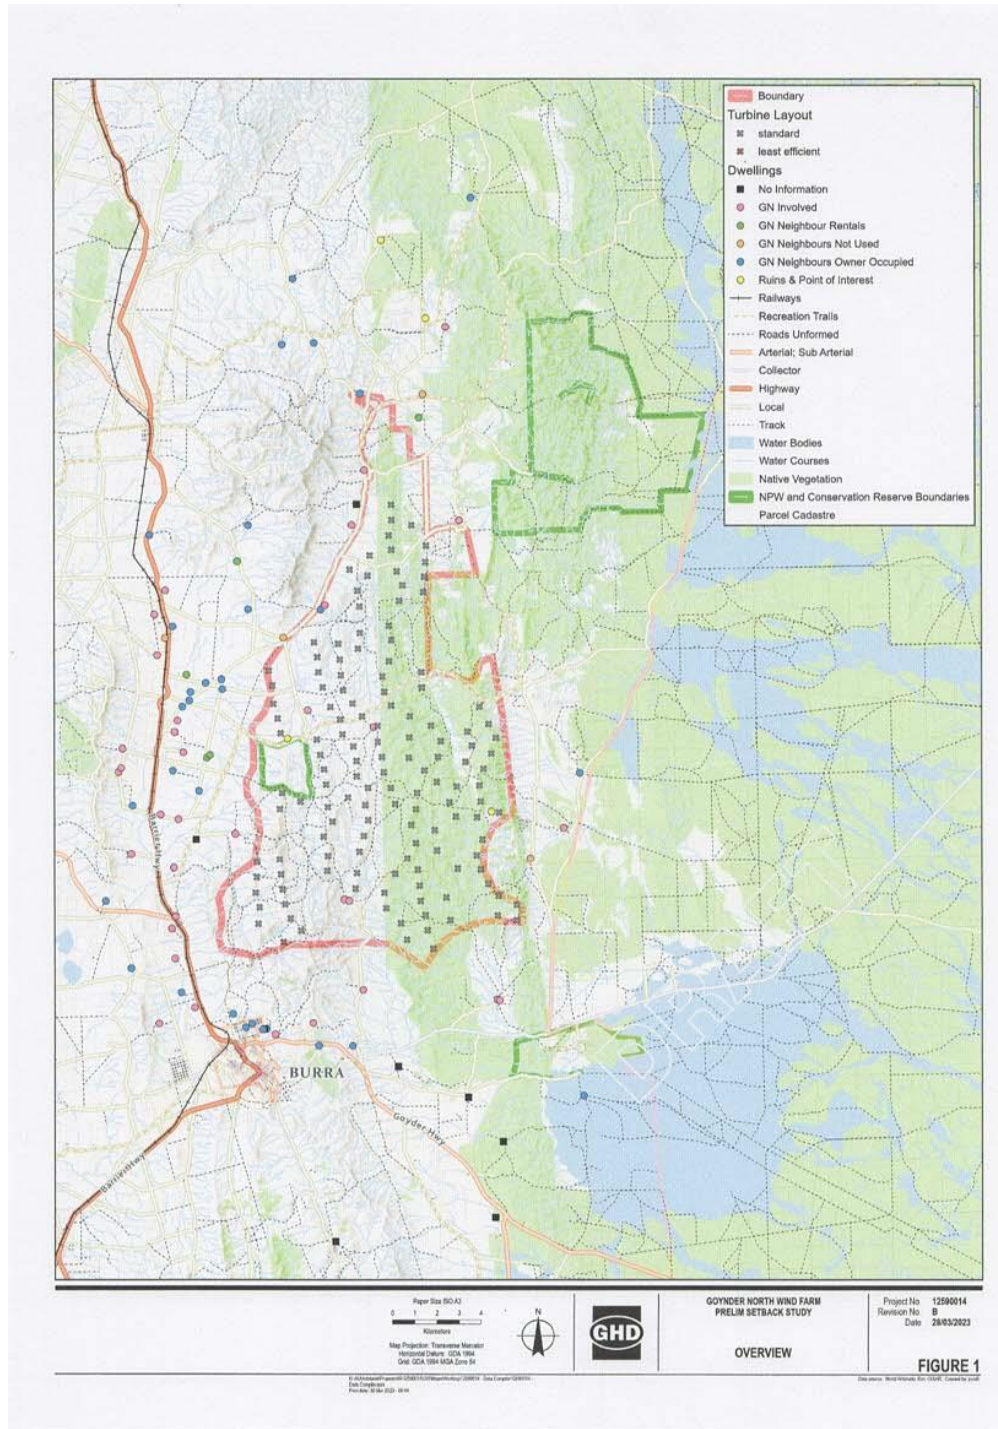 Boundary
Turbine Layout
standard
least efficient
Dwellings
No Information
GN Involved
GN Neighbour Rentals
GN Neighbours Not Used
GN Neighbours Owner Occupied
Ruins & Point of Interest
Railways
Recreation Trails
Roads Unformed
Arterial; Sub Arterial
Collector
Highway
Local
Track
Water Bodies
Water Courses
Native Vegetation
NPW and Conservation Reserve Boundaries
Parcel Cadastre
Barrier Hwy
BURRA
Goyder Hwy
Barrier Hwy
Paper Size ISO A3
0 1 2 3 4
Kilometers
Map Projection: Transverse Mercator
Horizontal Datum: GDA 1994
Grid: GDA 1994 MGA Zone 54
N
GHD
GOYNDER NORTH WIND FARM
PRELIM SETBACK STUDY
OVERVIEW
Project No. 12590014
Revision No. B
Date 28/03/2023
FIGURE 1